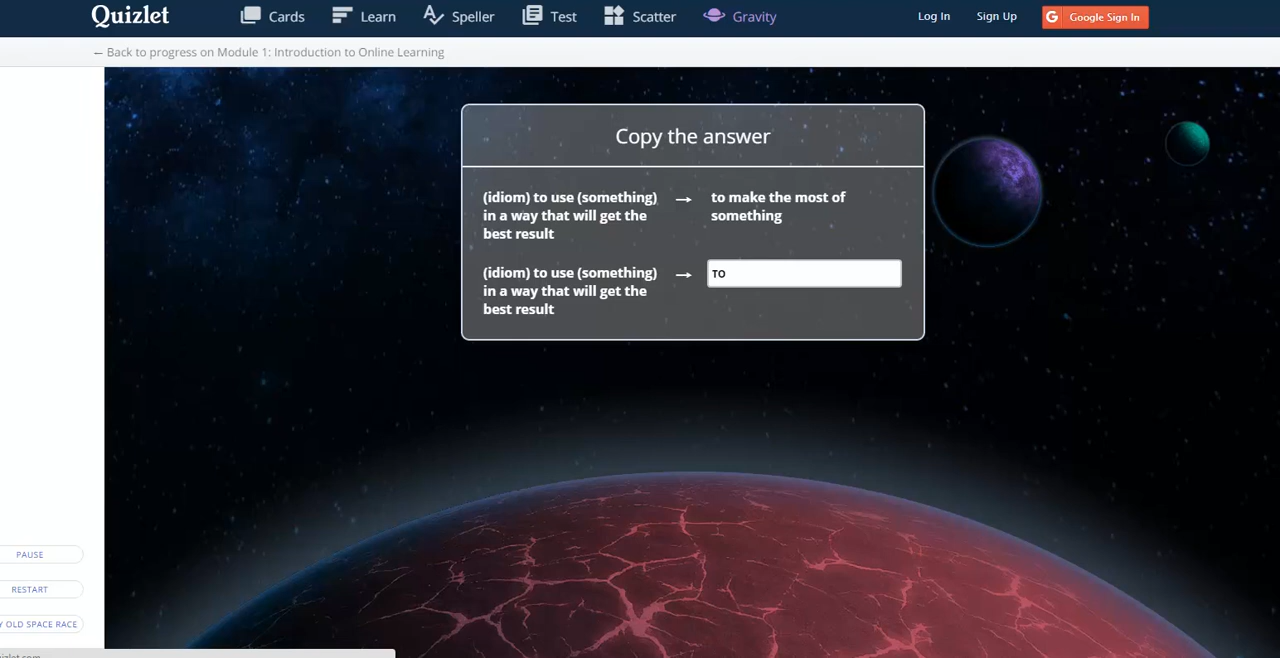 Quizlet
Cards
Learn
Speller
Test
Scatter
Gravity
Log In
Sign Up
G Google Sign In
← Back to progress on Module 1: Introduction to Online Learning
Copy the answer
(idiom) to use (something)
in a way that will get the
best result
→
to make the most of
something
(idiom) to use (something)
in a way that will get the
best result
→
TO
PAUSE
RESTART
OLD SPACE RACE